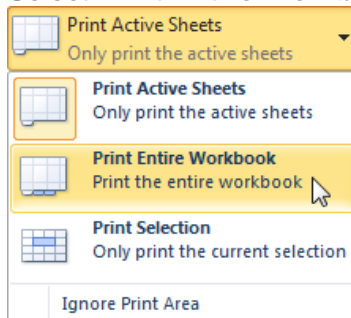 Print Active Sheets
Only print the active sheets
Print Active Sheets
Only print the active sheets
Print Entire Workbook
Print the entire workbook
Print Selection
Only print the current selection
Ignore Print Area